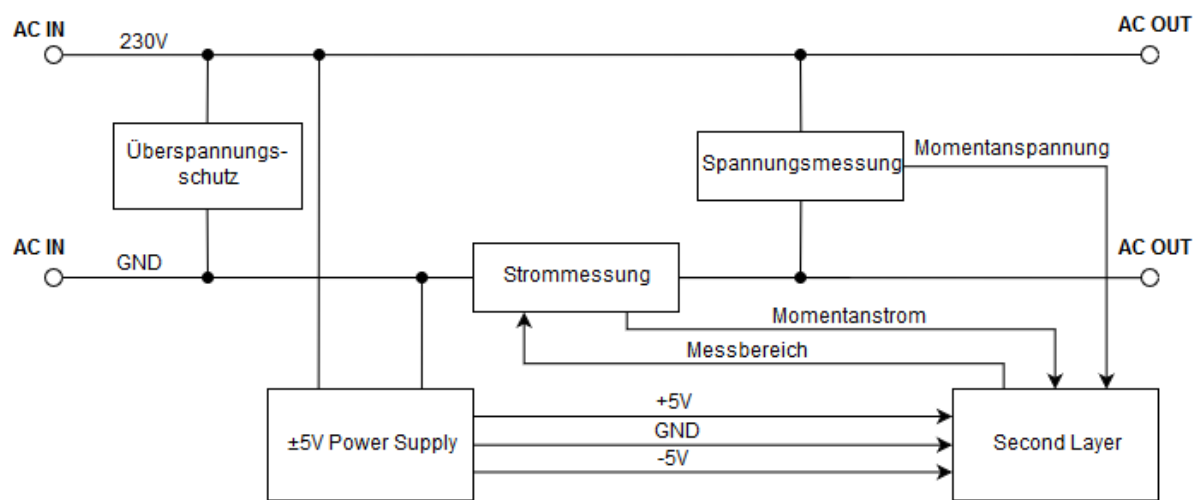 AC IN
230V
AC OUT
Überspannungs-
schutz
Spannungsmessung
Momentanspannung
AC IN
GND
Strommessung
AC OUT
Momentanstrom
Messbereich
±5V Power Supply
+5V
GND
-5V
Second Layer